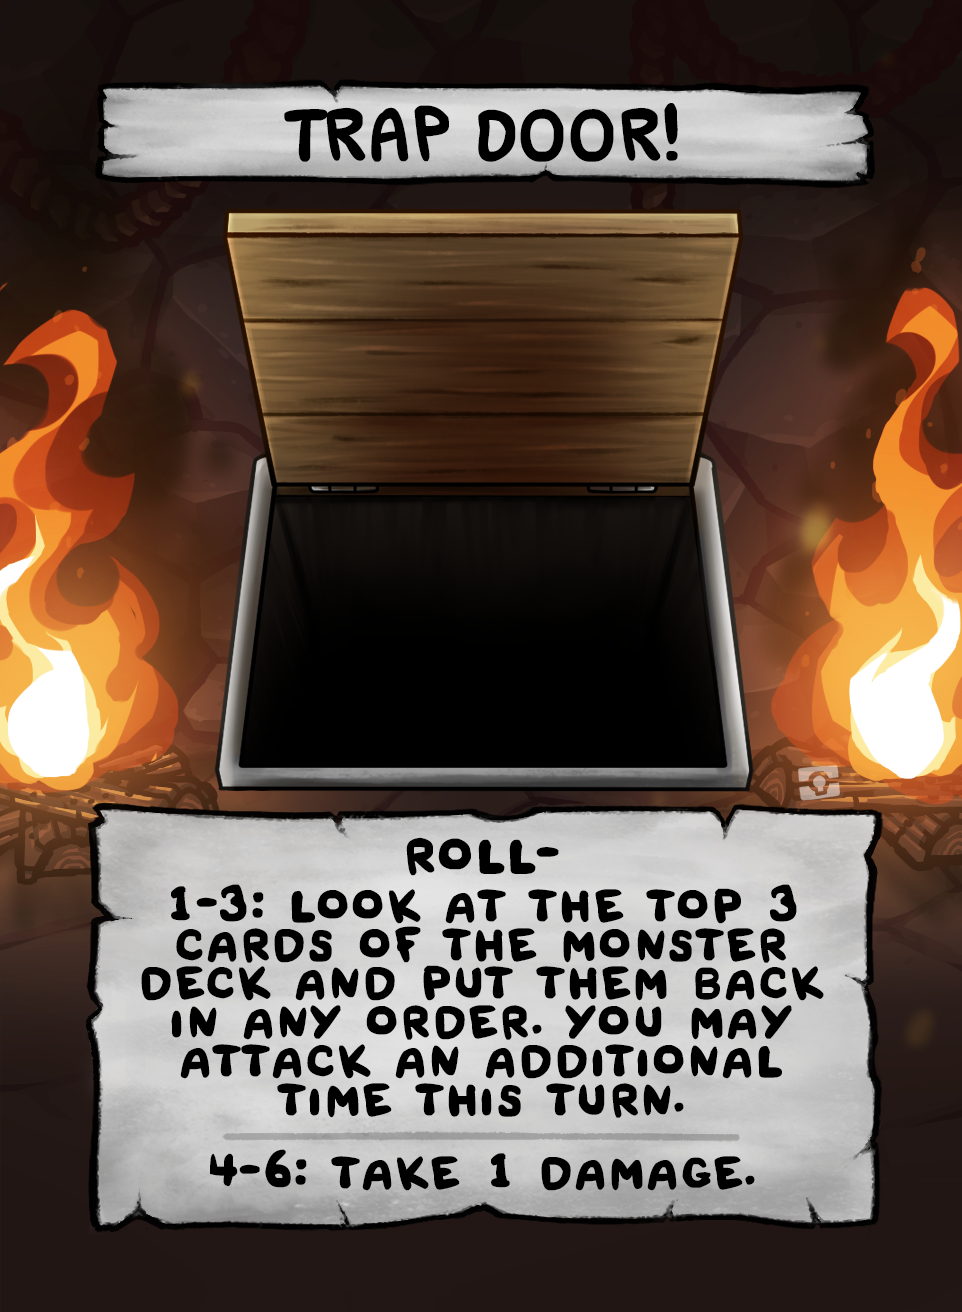 TRAP DOOR!
ROLL-
1-3: LOOK AT THE TOP 3
CARDS OF THE MONSTER
DECK AND PUT THEM BACK
IN ANY ORDER. YOU MAY
ATTACK AN ADDITIONAL
TIME THIS TURN.
4-6: TAKE 1 DAMAGE.